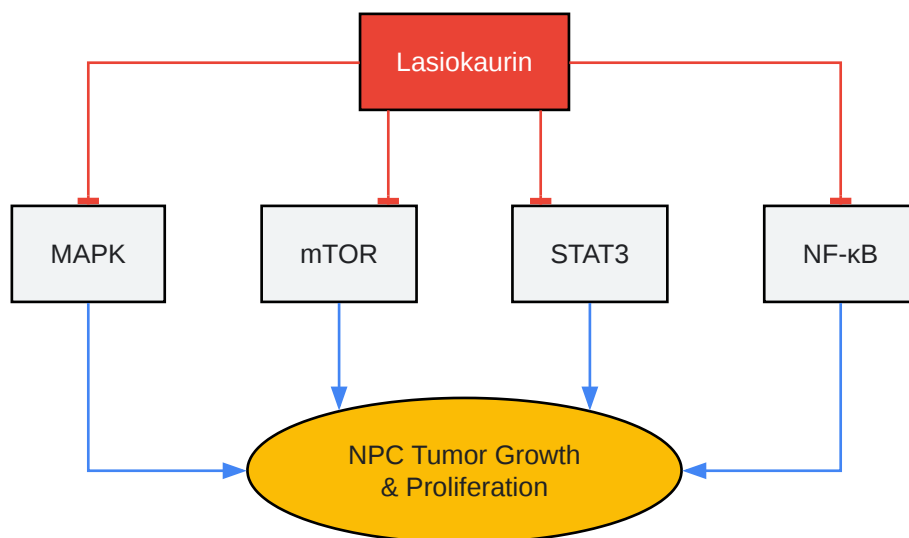 Lasiokaurin
MAPK
mTOR
STAT3
NF-κB
NPC Tumor Growth
& Proliferation